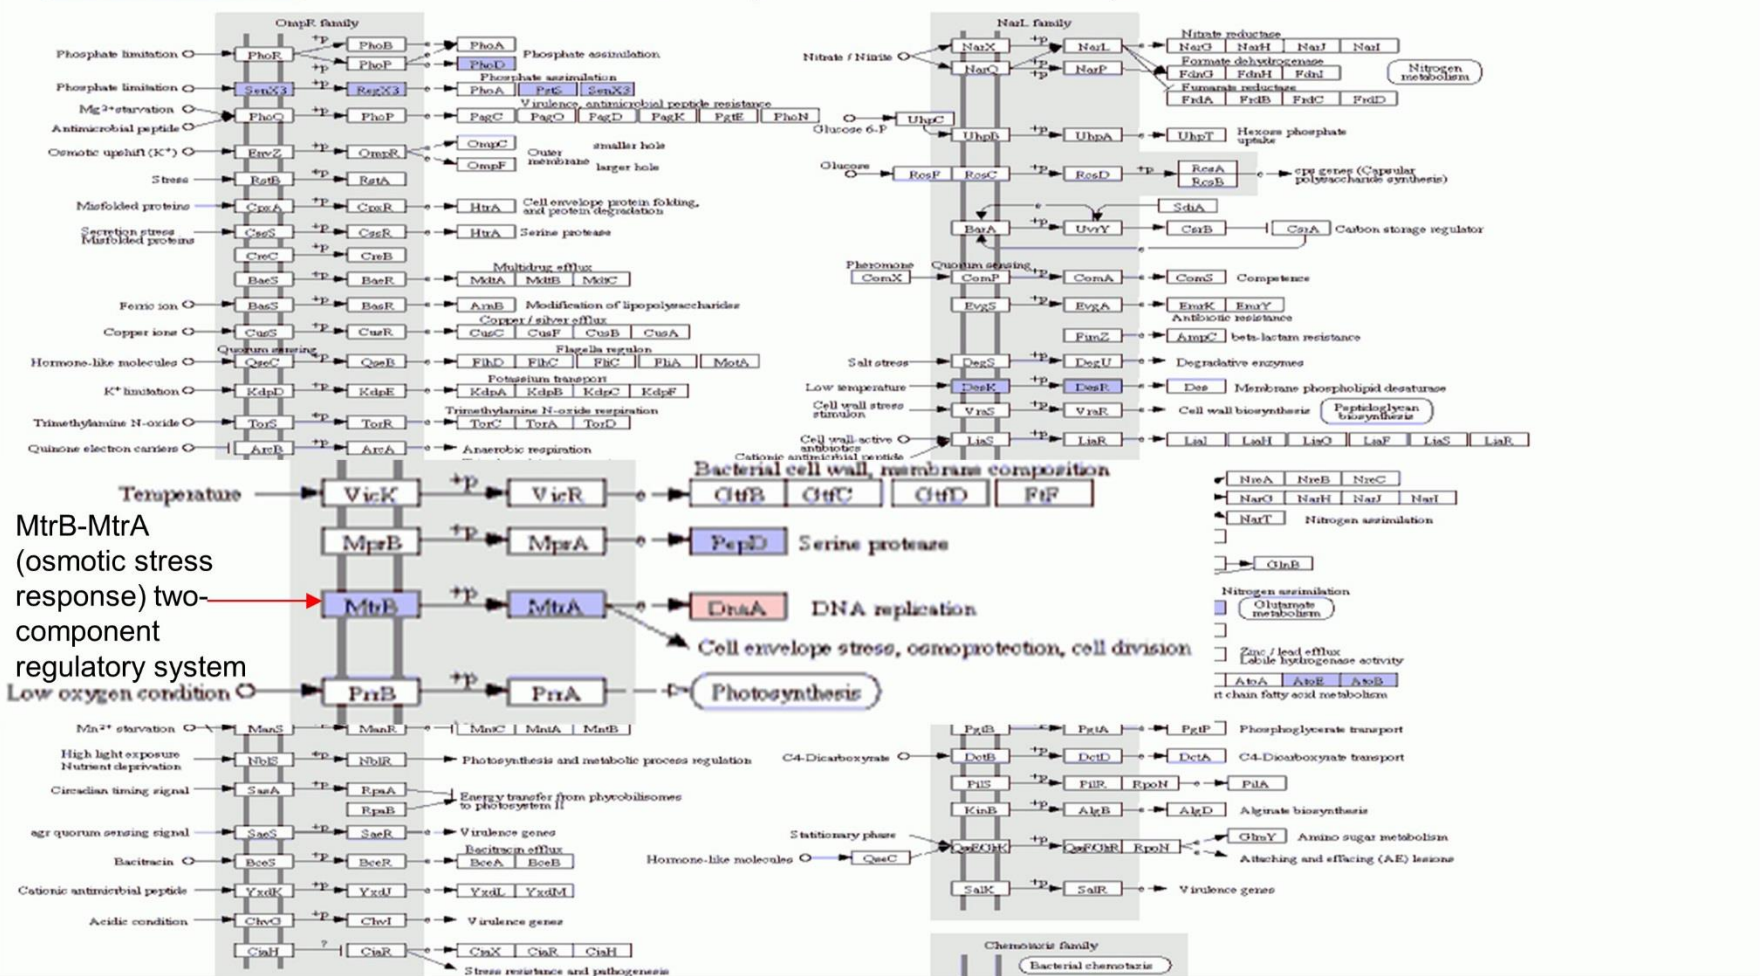 OmpR family
Phosphate limitation PhoR +p PhoB e PhoA
+p PhoP e PhoD Phosphate assimilation
Phosphate assimilation
Phosphate limitation SenX3 +p RegX3 e PhoA PstS SenX3
Virulence, antimicrobial peptide resistance
Mg2+ starvation
Antimicrobial peptide PhoQ +p PhoP e PagC PagO PagD PagK PgtE PhoN
Osmotic upshift (K+) EnvZ +p OmpR e OmpC Outer membrane smaller hole
e OmpF larger hole
Stress RstB +p RstA
Misfolded proteins CpxA +p CpxR e HtrA Cell envelope protein folding,
and protein degradation
Secretion stress
Misfolded proteins CssS +p CssR e HtrA Serine protease
CreC +p CreB
Multidrug efflux
BaeS +p BaeR e MdtA MdtB MdtC
Ferric ion BasS +p BasR e ArnB Modification of lipopolysaccharides
Copper / silver efflux
Copper ions CusS +p CusR e CusC CusF CusB CusA
Quorum sensing Flagella regulon
Hormone-like molecules QseC +p QseB e FlhD FlhC FliC FliA MotA
Potassium transport
K+ limitation KdpD +p KdpE e KdpA KdpB KdpC KdpF
Trimethylamine N-oxide respiration
Trimethylamine N-oxide TorS +p TorR e TorC TorA TorD
Quinone electron carriers ArcB +p ArcA e Anaerobic respiration
NarL family
Nitrate reductase
Nitrate / Nitrite NarX +p NarL NarG NarH NarJ NarI
Formate dehydrogenase
NarQ +p +p NarP FdnG FdnH FdnI Nitrogen metabolism
Fumarate reductase
FrdA FrdB FrdC FrdD
UhpC
Glucose 6-P
UhpB +p UhpA e UhpT Hexose phosphate
uptake
Glucose RcsF RcsC +p RcsD +p RcsA
RcsB e cps genes (Capsular
polysaccharide synthesis)
e SdiA
BarA +p UvrY e CsrB CsrA Carbon storage regulator
e
Pheromone Quorum sensing
ComX ComP +p ComA e ComS Competence
EvgS +p EvgA e EmrK EmrY
Antibiotic resistance
FimZ e AmpC beta-lactam resistance
Salt stress DegS +p DegU e Degradative enzymes
Low temperature DesK +p DesR e Des Membrane phospholipid desaturase
Cell wall stress
stimulon VraS +p VraR e Cell wall biosynthesis Peptidoglycan
biosynthesis
Cell wall-active
antibiotics LiaS +p LiaR e LiaI LiaH LiaG LiaF LiaS LiaR
Cationic antimicrobial peptide
Bacterial cell wall, membrane composition
Temperature VicK +p VicR e GtfB GtfC GtfD FtF
MprB +p MprA e PepD Serine protease
MtrB-MtrA
(osmotic stress
response) two-
component
regulatory system
MtrB +p MtrA e DnaA DNA replication
Cell envelope stress, osmoprotection, cell division
Low oxygen condition PrrB +p PrrA Photosynthesis
NreA NreB NreC
NarG NarH NarJ NarI
NarT Nitrogen assimilation
GlnB
Nitrogen assimilation
Glutamate
metabolism
Zinc / lead efflux
Labile hydrogenase activity
AtoA AtoE AtoB
rt chain fatty acid metabolism
Mn2+ starvation ManS ManR MntC MntA MntB
High light exposure
Nutrient deprivation NblS +p NblR e Photosynthesis and metabolic process regulation
Circadian timing signal SasA +p RpaA
RpaB Energy transfer from phycobilisomes
to photosystem II
agr quorum sensing signal SaeS +p SaeR e Virulence genes
Bacitracin efflux
Bacitracin BceS +p BceR e BceA BceB
Cationic antimicrobial peptide YxdK +p YxdJ e YxdL YxdM
Acidic condition ChvG +p ChvI e Virulence genes
CiaH ? CiaR e CiaX CiaR CiaH
Stress resistance and pathogenesis
PgtB PgtA PgtP Phosphoglycerate transport
C4-Dicarboxyrate DctB +p DctD e DctA C4-Dicarboxyrate transport
PilS +p PilR RpoN e PilA
KinB +p AlgB e AlgD Alginate biosynthesis
Stationary phase
Hormone-like molecules QseC +p RpoN GlmY Amino sugar metabolism
Attaching and effacing (AE) lesions
SalK +p SalR e Virulence genes
Chemotaxis family
Bacterial chemotaxis